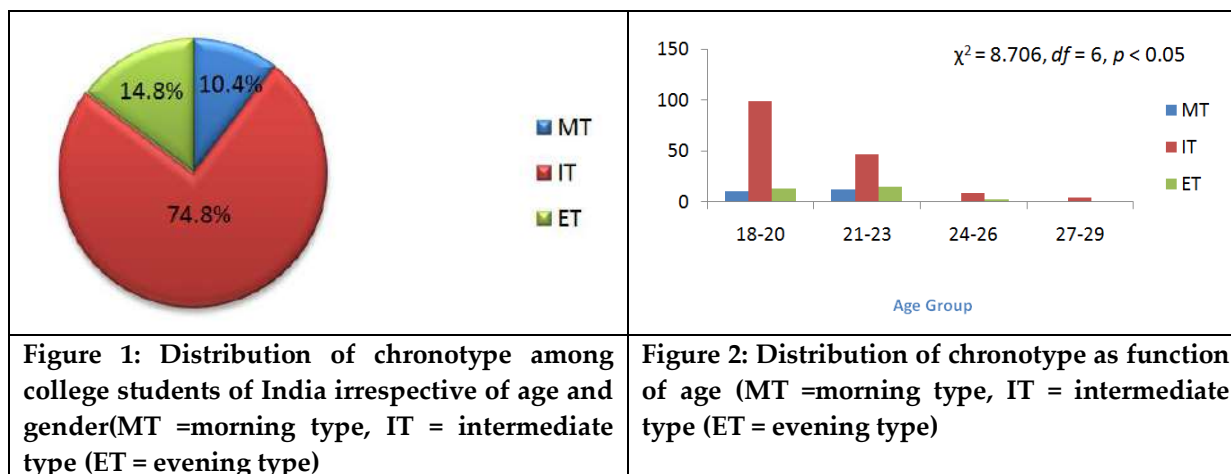 14.8%
10.4%
74.8%
MT
IT
ET
Figure 1: Distribution of chronotype among
college students of India irrespective of age and
gender(MT =morning type, IT = intermediate
type (ET = evening type)
150
100
50
0
χ² = 8.706, df = 6, p < 0.05
MT
IT
ET
18-20
21-23
24-26
27-29
Age Group
Figure 2: Distribution of chronotype as function
of age (MT =morning type, IT = intermediate
type (ET = evening type)